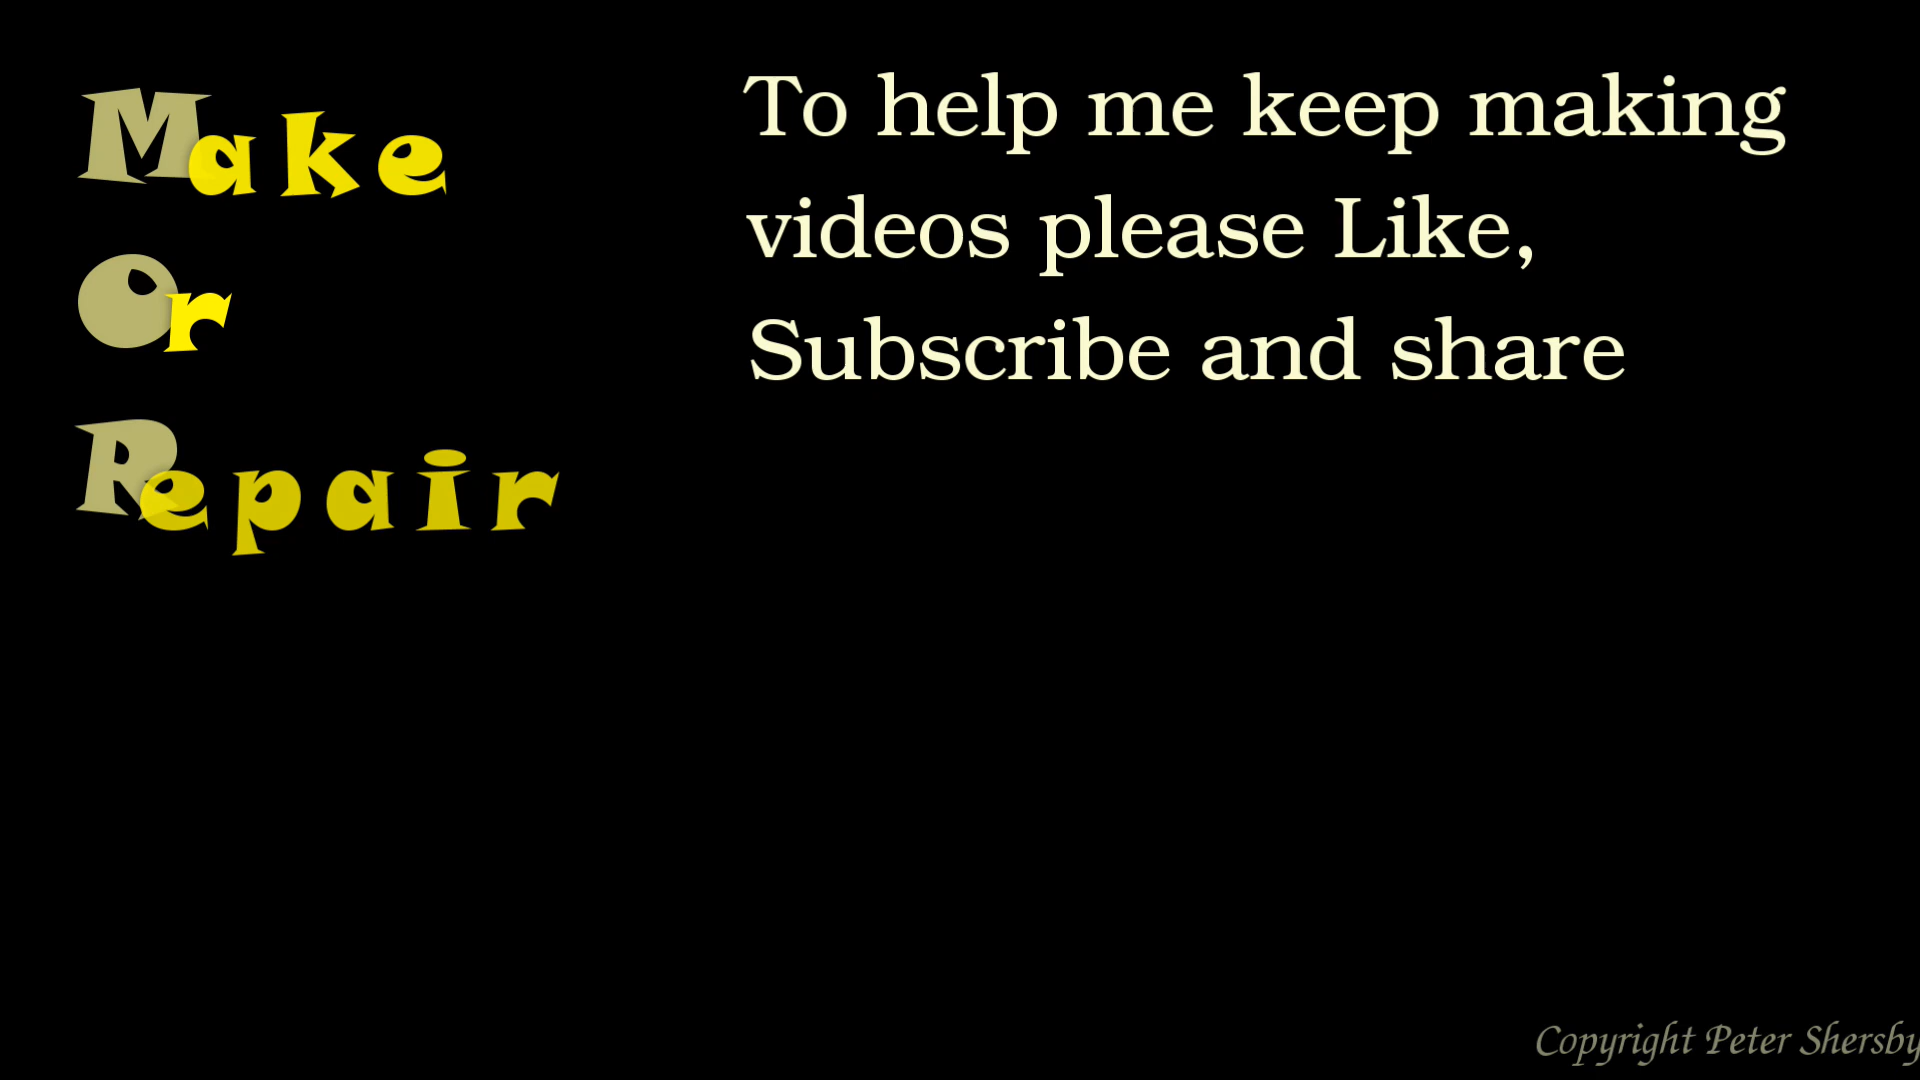 Make
Or
Repair
To help me keep making
videos please Like,
Subscribe and share
Copyright Peter Shersby